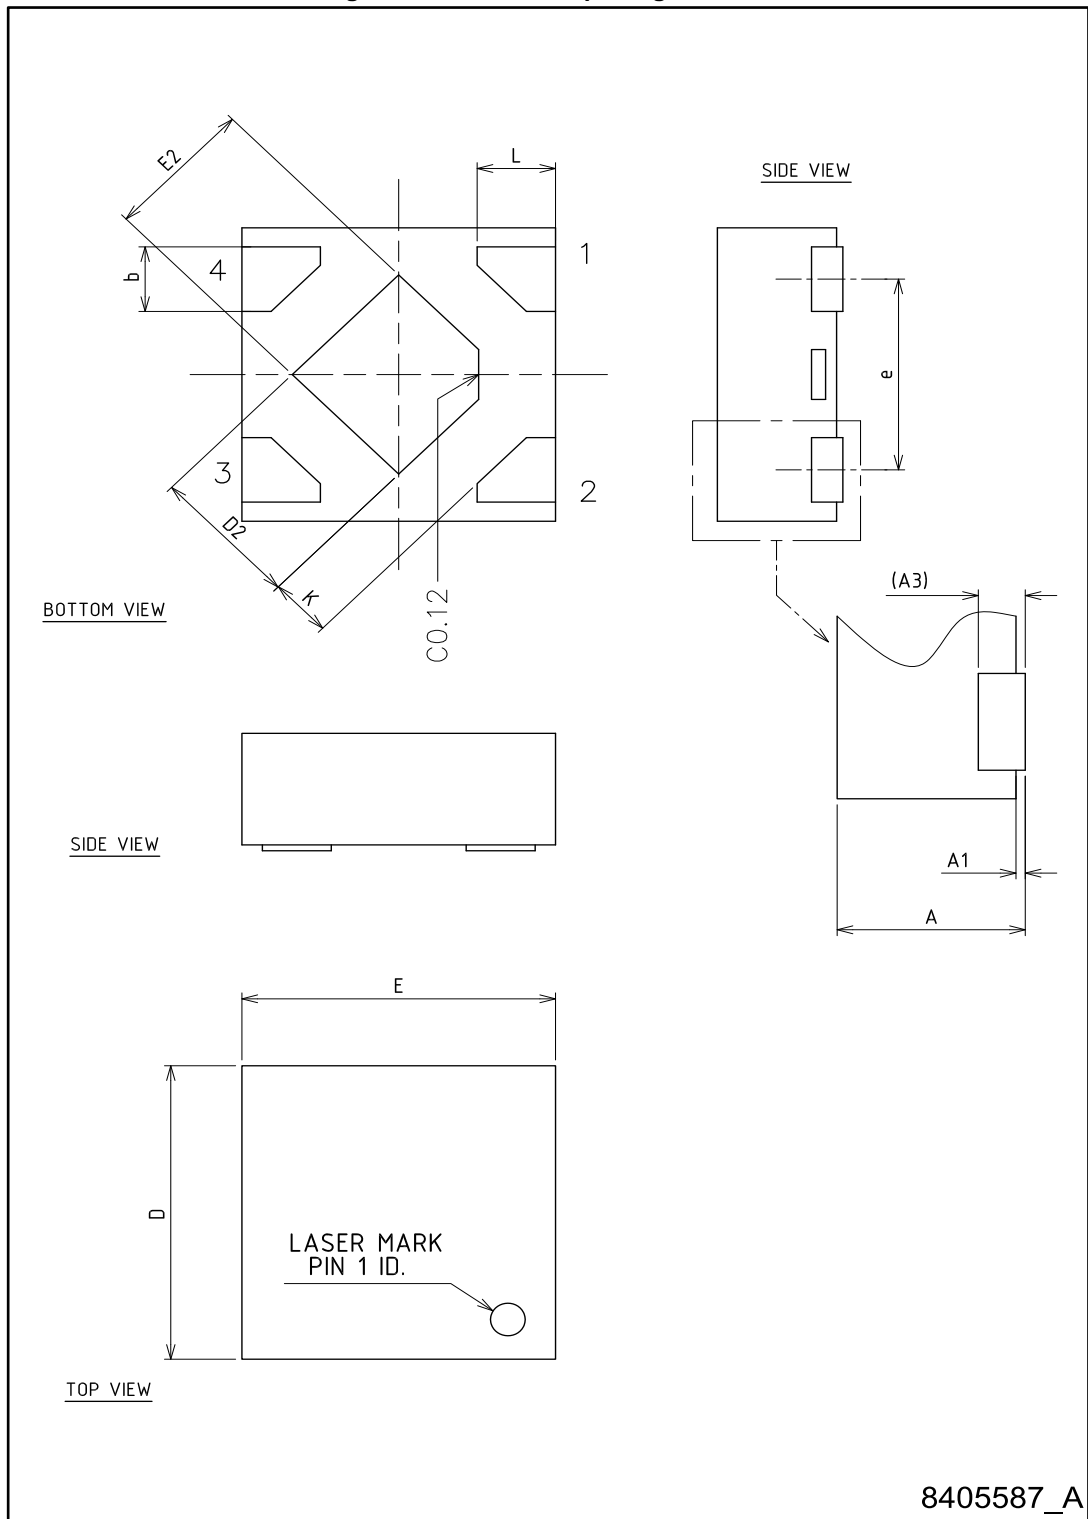 E2
L
SIDE VIEW
1
4
b
e
3
2
D2
K
(A3)
BOTTOM VIEW
C0.12
SIDE VIEW
A1
A
E
D
LASER MARK
PIN 1 ID.
TOP VIEW
8405587_A